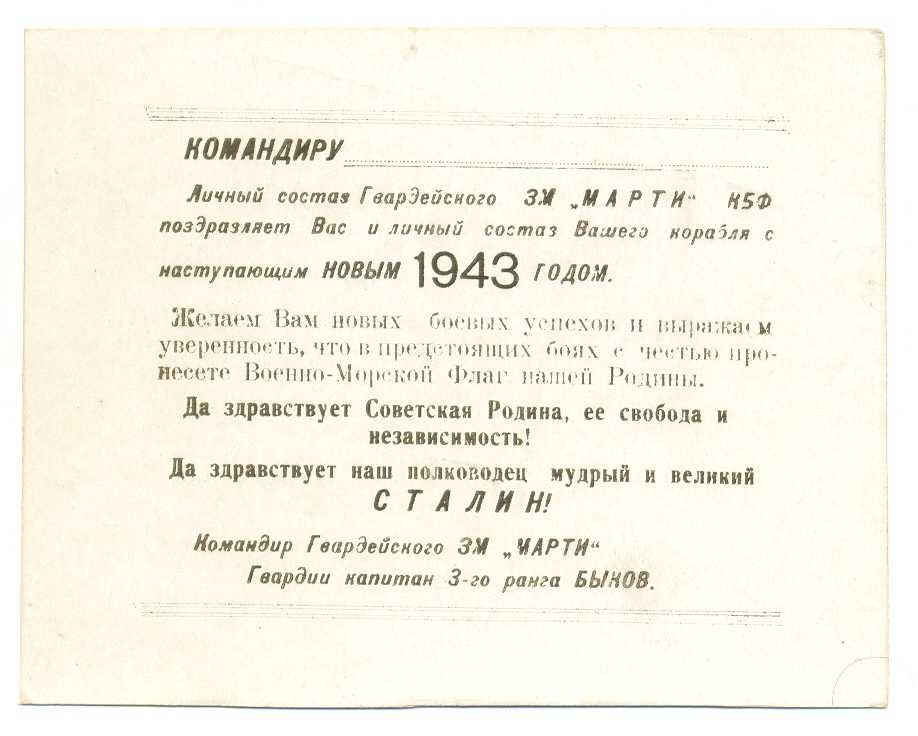 КОМАНДИРУ
Личный состав Гвардейского ЗМ „МАРТИ“ КБФ
поздравляет Вас и личный состав Вашего корабля с
наступающим НОВЫМ 1943 ГОДОМ.
Желаем Вам новых боевых успехов и выражаем
уверенность, что в предстоящих боях с честью про-
несете Военно-Морской Флаг нашей Родины.
Да здравствует Советская Родина, ее свобода и
независимость!
Да здравствует наш полководец мудрый и великий
СТАЛИН!
Командир Гвардейского ЗМ „МАРТИ“
Гвардии капитан 3-го ранга БЫКОВ.